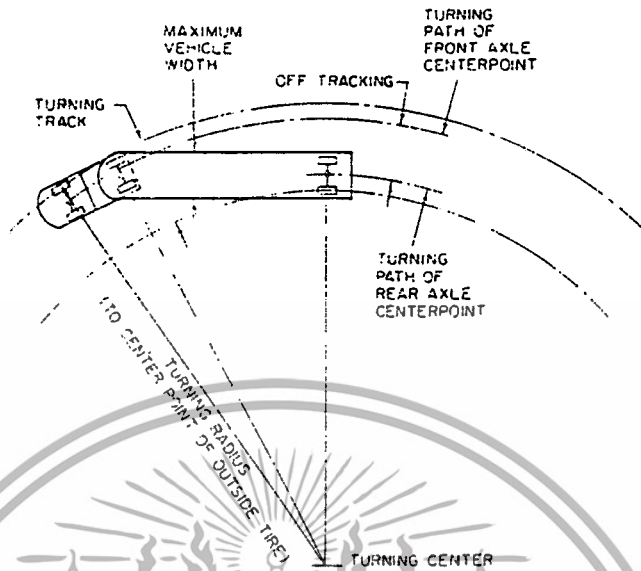 MAXIMUM
VEHICLE
WIDTH
TURNING
PATH OF
FRONT AXLE
CENTERPOINT
OFF TRACKING
TURNING
TRACK
TURNING
PATH OF
REAR AXLE
CENTERPOINT
TURNING RADIUS
(TO CENTER POINT OF OUTSIDE TIRE)
TURNING CENTER